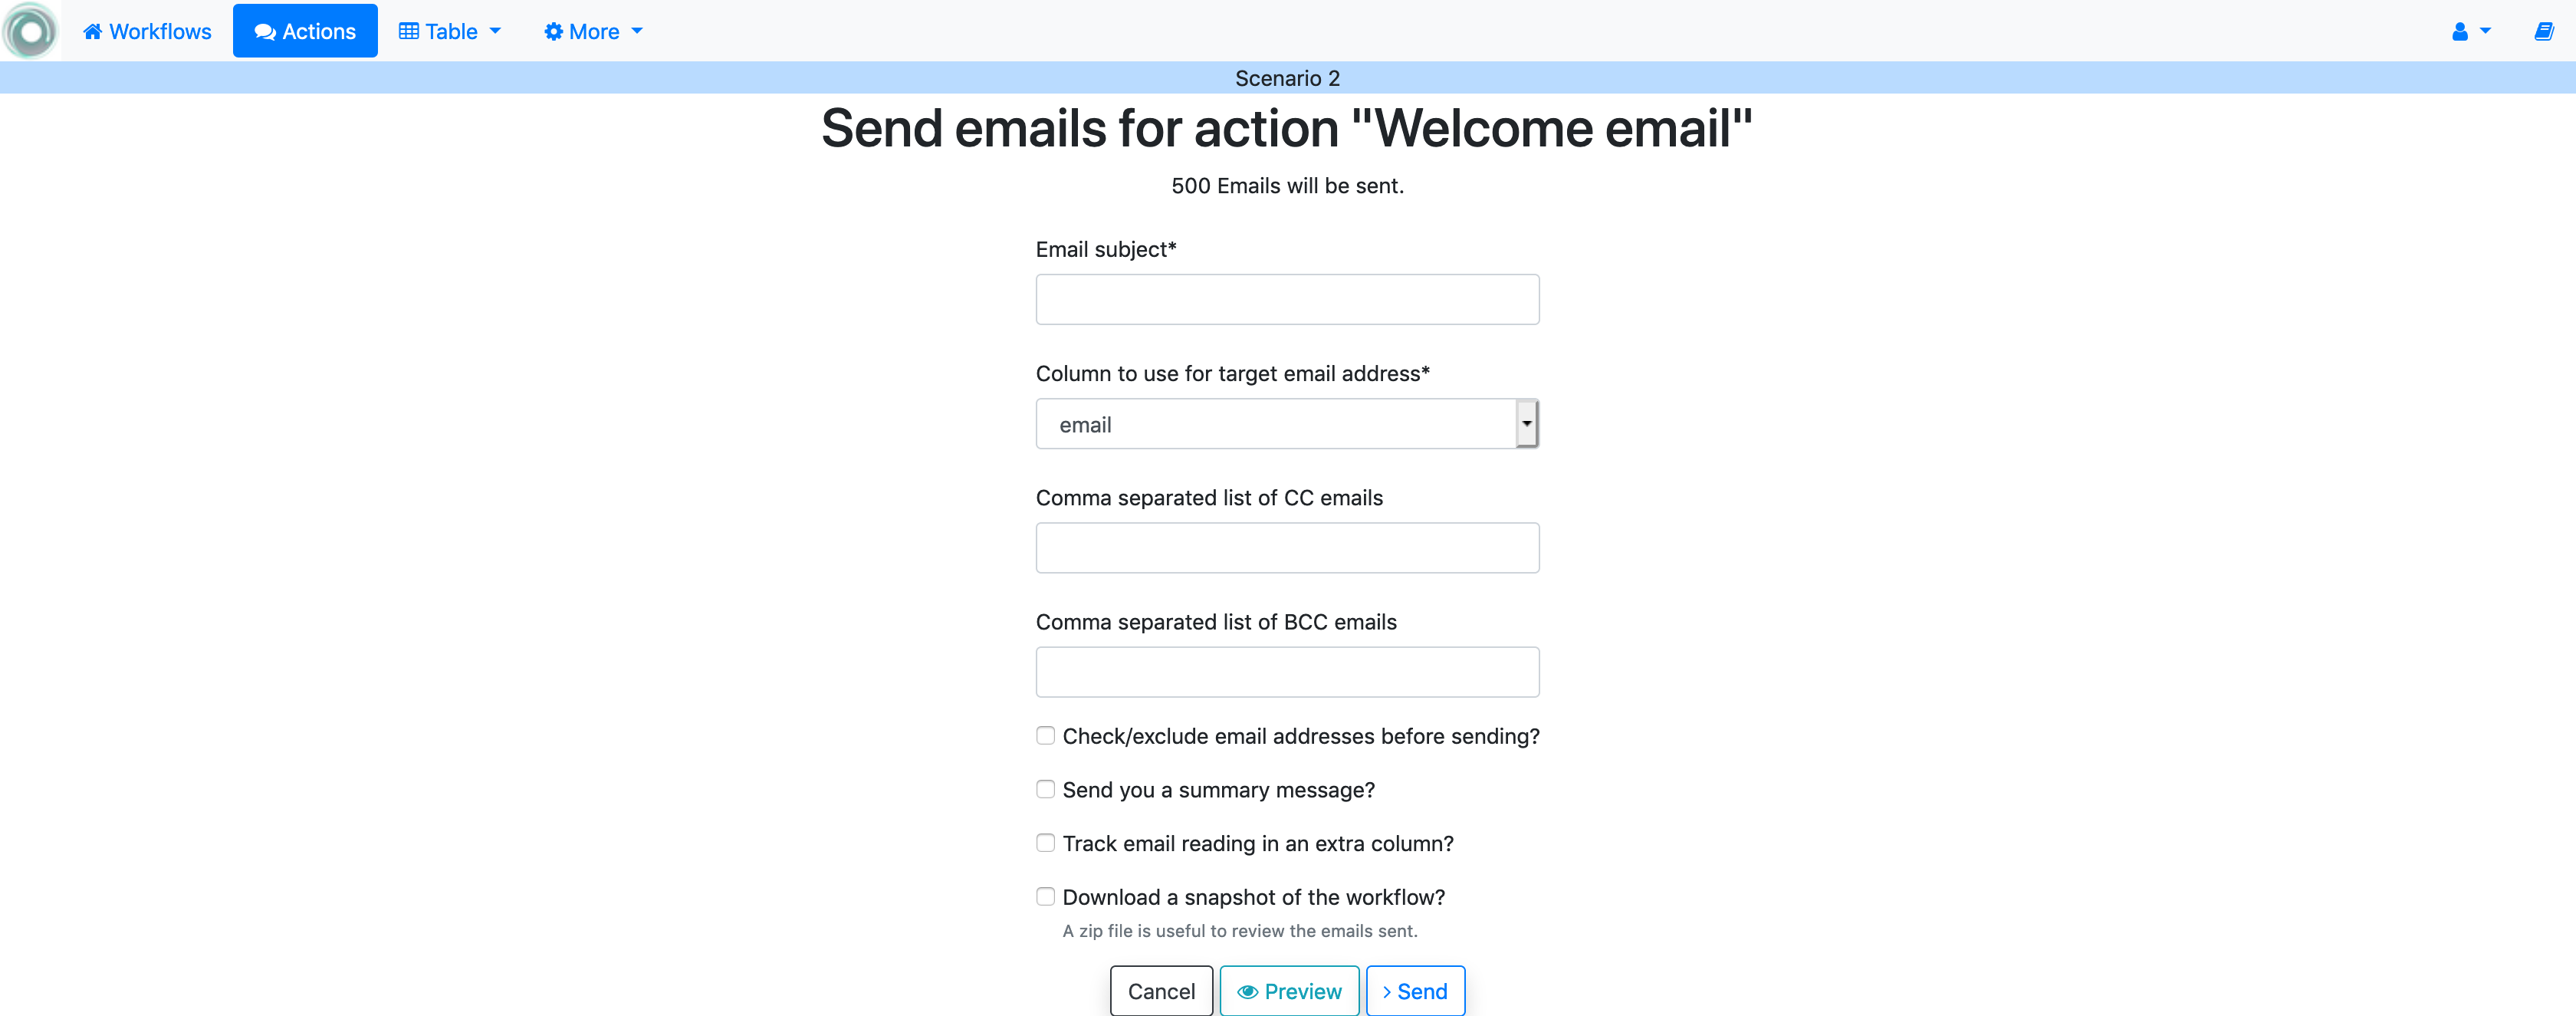 Workflows Actions Table More
Scenario 2
Send emails for action "Welcome email"
500 Emails will be sent.
Email subject*
Column to use for target email address*
email
Comma separated list of CC emails
Comma separated list of BCC emails
Check/exclude email addresses before sending?
Send you a summary message?
Track email reading in an extra column?
Download a snapshot of the workflow?
A zip file is useful to review the emails sent.
Cancel Preview Send